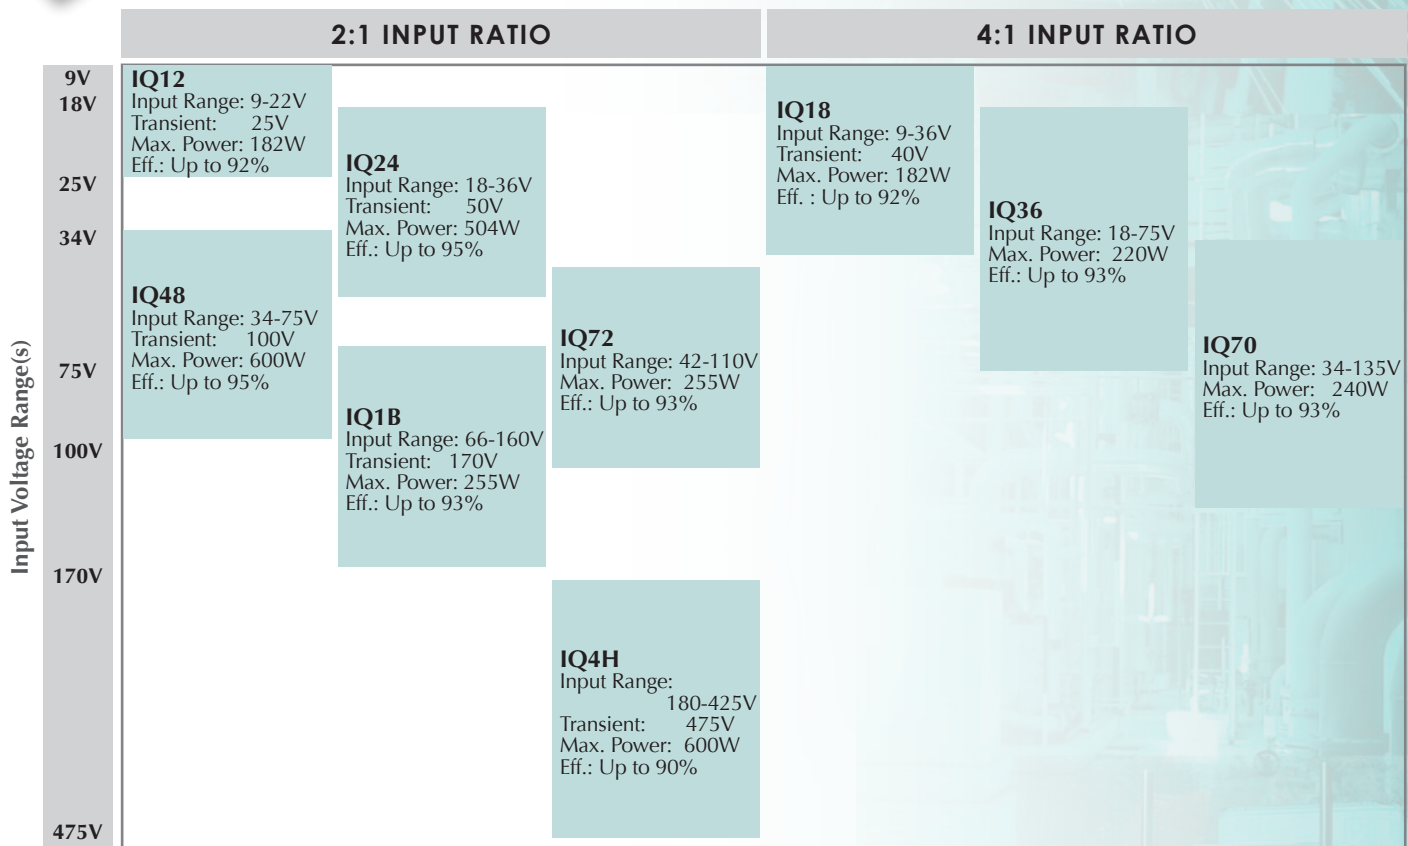 2:1 INPUT RATIO
4:1 INPUT RATIO
Input Voltage Range(s)
9V
18V
25V
34V
75V
100V
170V
475V
IQ12
Input Range: 9-22V
Transient: 25V
Max. Power: 182W
Eff.: Up to 92%
IQ48
Input Range: 34-75V
Transient: 100V
Max. Power: 600W
Eff.: Up to 95%
IQ24
Input Range: 18-36V
Transient: 50V
Max. Power: 504W
Eff.: Up to 95%
IQ1B
Input Range: 66-160V
Transient: 170V
Max. Power: 255W
Eff.: Up to 93%
IQ72
Input Range: 42-110V
Max. Power: 255W
Eff.: Up to 93%
IQ4H
Input Range:
180-425V
Transient: 475V
Max. Power: 600W
Eff.: Up to 90%
IQ18
Input Range: 9-36V
Transient: 40V
Max. Power: 182W
Eff. : Up to 92%
IQ36
Input Range: 18-75V
Max. Power: 220W
Eff.: Up to 93%
IQ70
Input Range: 34-135V
Max. Power: 240W
Eff.: Up to 93%